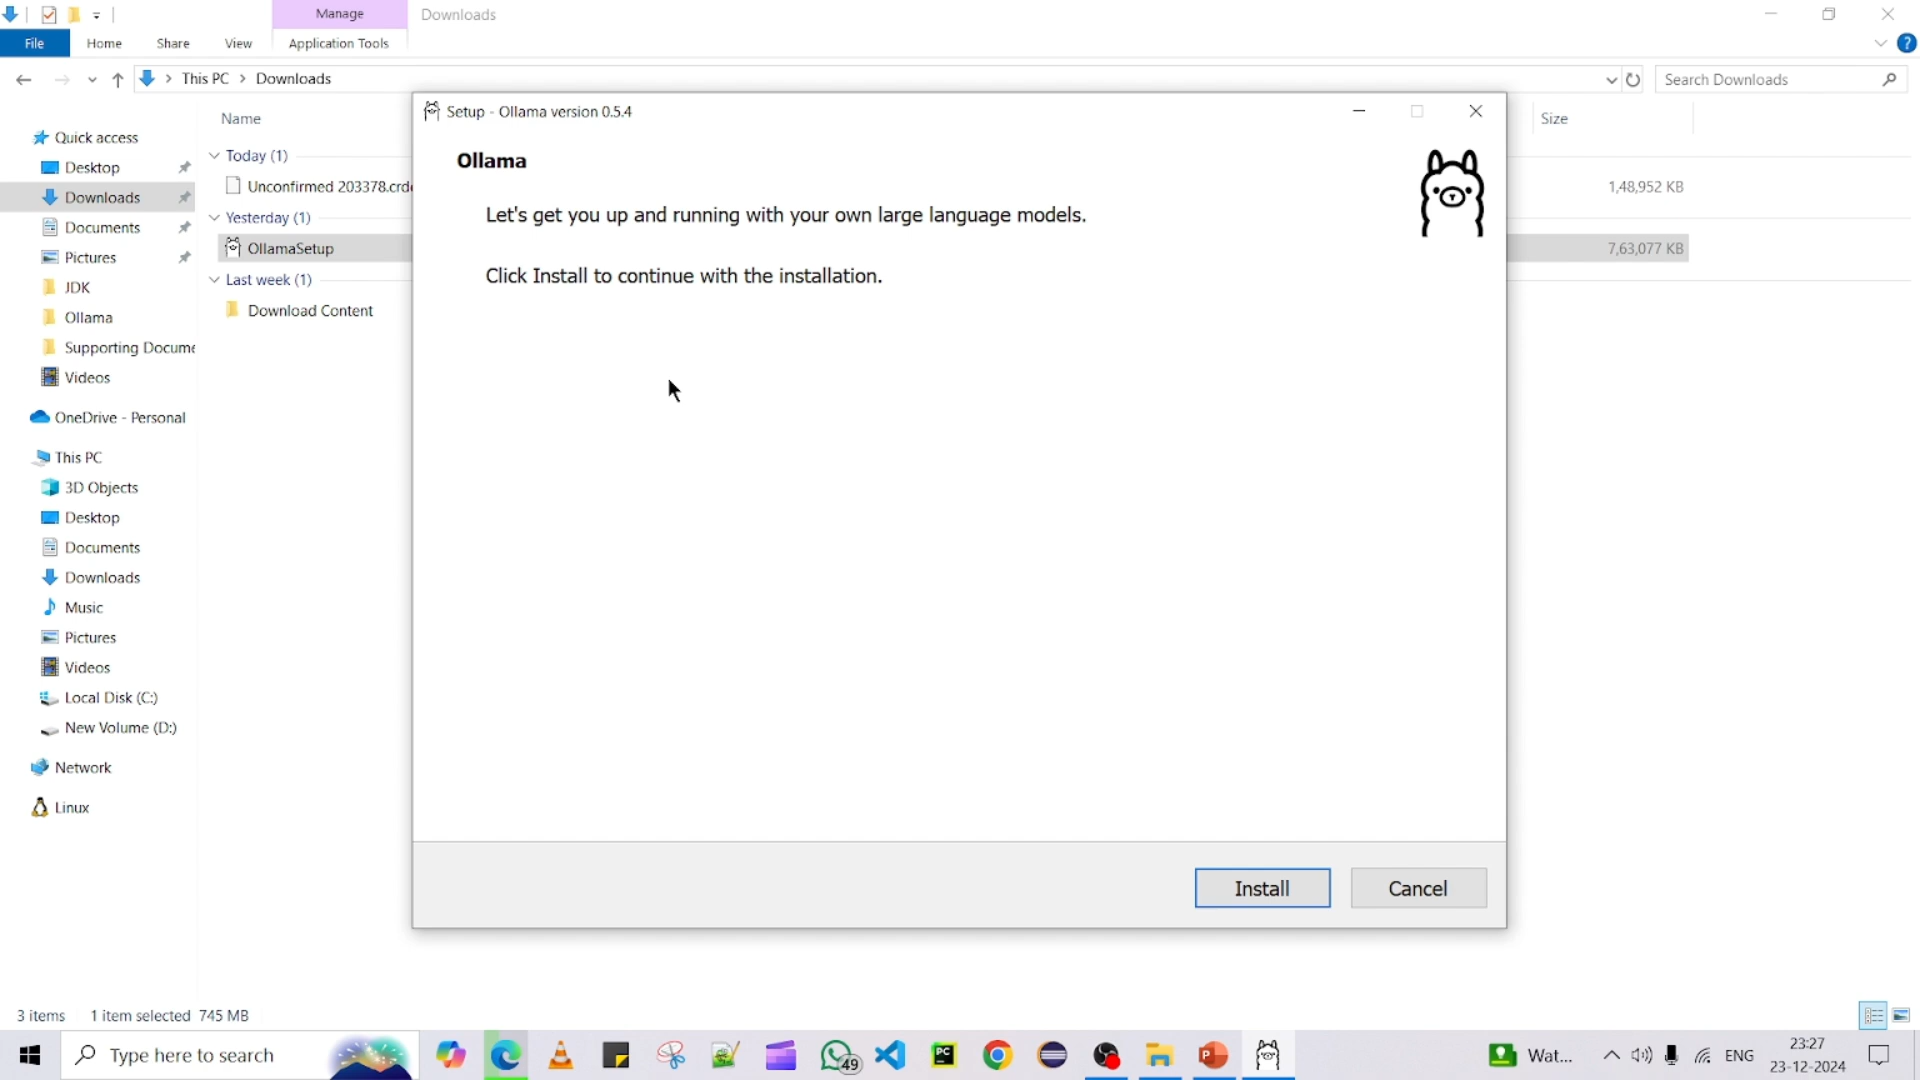 Manage
Downloads
File
Home
Share
View
Application Tools
This PC
Downloads
Search Downloads
Setup - Ollama version 0.5.4
Name
Size
Quick access
Desktop
Downloads
Documents
Pictures
JDK
Ollama
Supporting Docume
Videos
OneDrive - Personal
This PC
3D Objects
Desktop
Documents
Downloads
Music
Pictures
Videos
Local Disk (C:)
New Volume (D:)
Network
Linux
Today (1)
Unconfirmed 203378.crd
1,48,952 KB
Yesterday (1)
OllamaSetup
7,63,077 KB
Last week (1)
Download Content
Ollama
Let's get you up and running with your own large language models.
Click Install to continue with the installation.
Install
Cancel
3 items
1 item selected 745 MB
Type here to search
49
PC
Wat...
ENG
23:27
23-12-2024